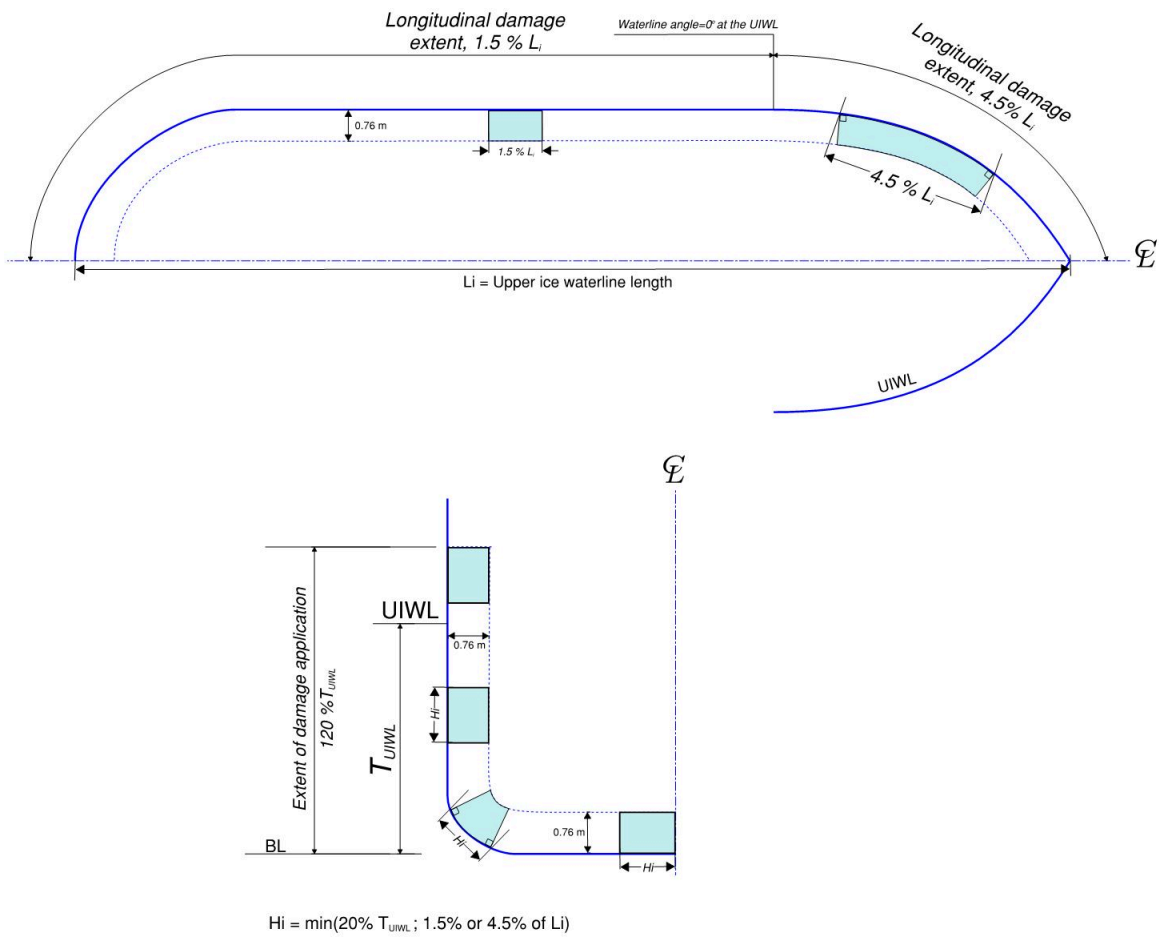 Longitudinal damage
extent, 1.5 % Li
Waterline angle=0° at the UIWL
Longitudinal damage
extent, 4.5% Li
0.76 m
1.5 % Li
4.5 % Li
℄
Li = Upper ice waterline length
UIWL
℄
Extent of damage application
120 %TUIWL
UIWL
0.76 m
Hi
TUIWL
Hi
0.76 m
BL
Hi
Hi = min(20% TUIWL ; 1.5% or 4.5% of Li)